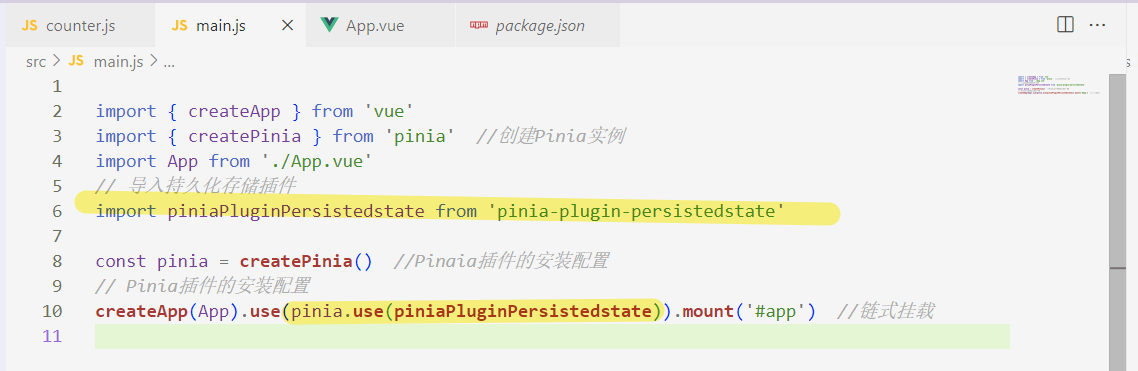 JS counter.js JS main.js × App.vue npm package.json ...
src > JS main.js > ...
1
2 import { createApp } from 'vue'
3 import { createPinia } from 'pinia' //创建Pinia实例
4 import App from './App.vue'
5 // 导入持久化存储插件
6 import piniaPluginPersistedstate from 'pinia-plugin-persistedstate'
7
8 const pinia = createPinia() //Pinaia插件的安装配置
9 // Pinia插件的安装配置
10 createApp(App).use(pinia.use(piniaPluginPersistedstate)).mount('#app') //链式挂载
11